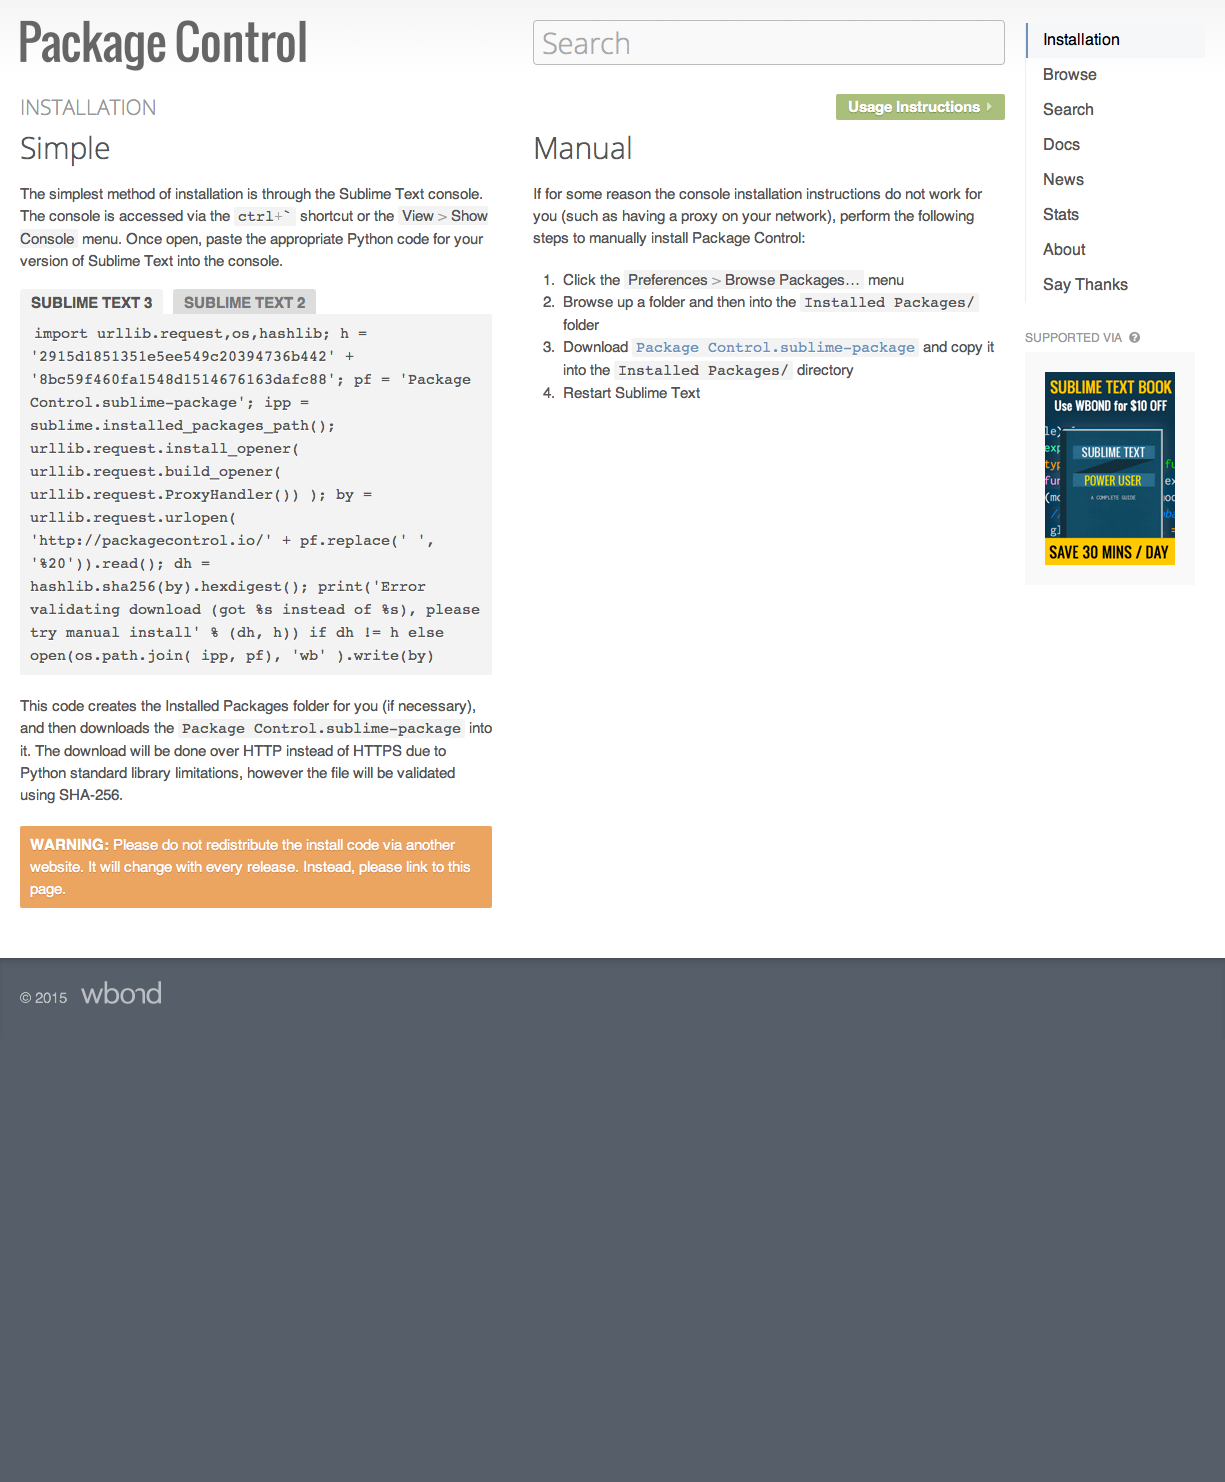 Package Control
Search
INSTALLATION
Usage Instructions
Simple
The simplest method of installation is through the Sublime Text console.
The console is accessed via the ctrl+` shortcut or the View > Show
Console menu. Once open, paste the appropriate Python code for your
version of Sublime Text into the console.
SUBLIME TEXT 3 SUBLIME TEXT 2
import urllib.request,os,hashlib; h =
'2915d1851351e5ee549c20394736b442' +
'8bc59f460fa1548d1514676163dafc88'; pf = 'Package
Control.sublime-package'; ipp =
sublime.installed_packages_path();
urllib.request.install_opener(
urllib.request.build_opener(
urllib.request.ProxyHandler()) ); by =
urllib.request.urlopen(
'http://packagecontrol.io/' + pf.replace(' ',
'%20')).read(); dh =
hashlib.sha256(by).hexdigest(); print('Error
validating download (got %s instead of %s), please
try manual install' % (dh, h)) if dh != h else
open(os.path.join( ipp, pf), 'wb' ).write(by)
This code creates the Installed Packages folder for you (if necessary),
and then downloads the Package Control.sublime-package into
it. The download will be done over HTTP instead of HTTPS due to
Python standard library limitations, however the file will be validated
using SHA-256.
WARNING: Please do not redistribute the install code via another
website. It will change with every release. Instead, please link to this
page.
Manual
If for some reason the console installation instructions do not work for
you (such as having a proxy on your network), perform the following
steps to manually install Package Control:
1. Click the Preferences > Browse Packages… menu
2. Browse up a folder and then into the Installed Packages/
folder
3. Download Package Control.sublime-package and copy it
into the Installed Packages/ directory
4. Restart Sublime Text
Installation
Browse
Search
Docs
News
Stats
About
Say Thanks
SUPPORTED VIA ?
SUBLIME TEXT BOOK
Use WBOND for $10 OFF
SUBLIME TEXT
POWER USER
A COMPLETE GUIDE
SAVE 30 MINS / DAY
© 2015 wbond